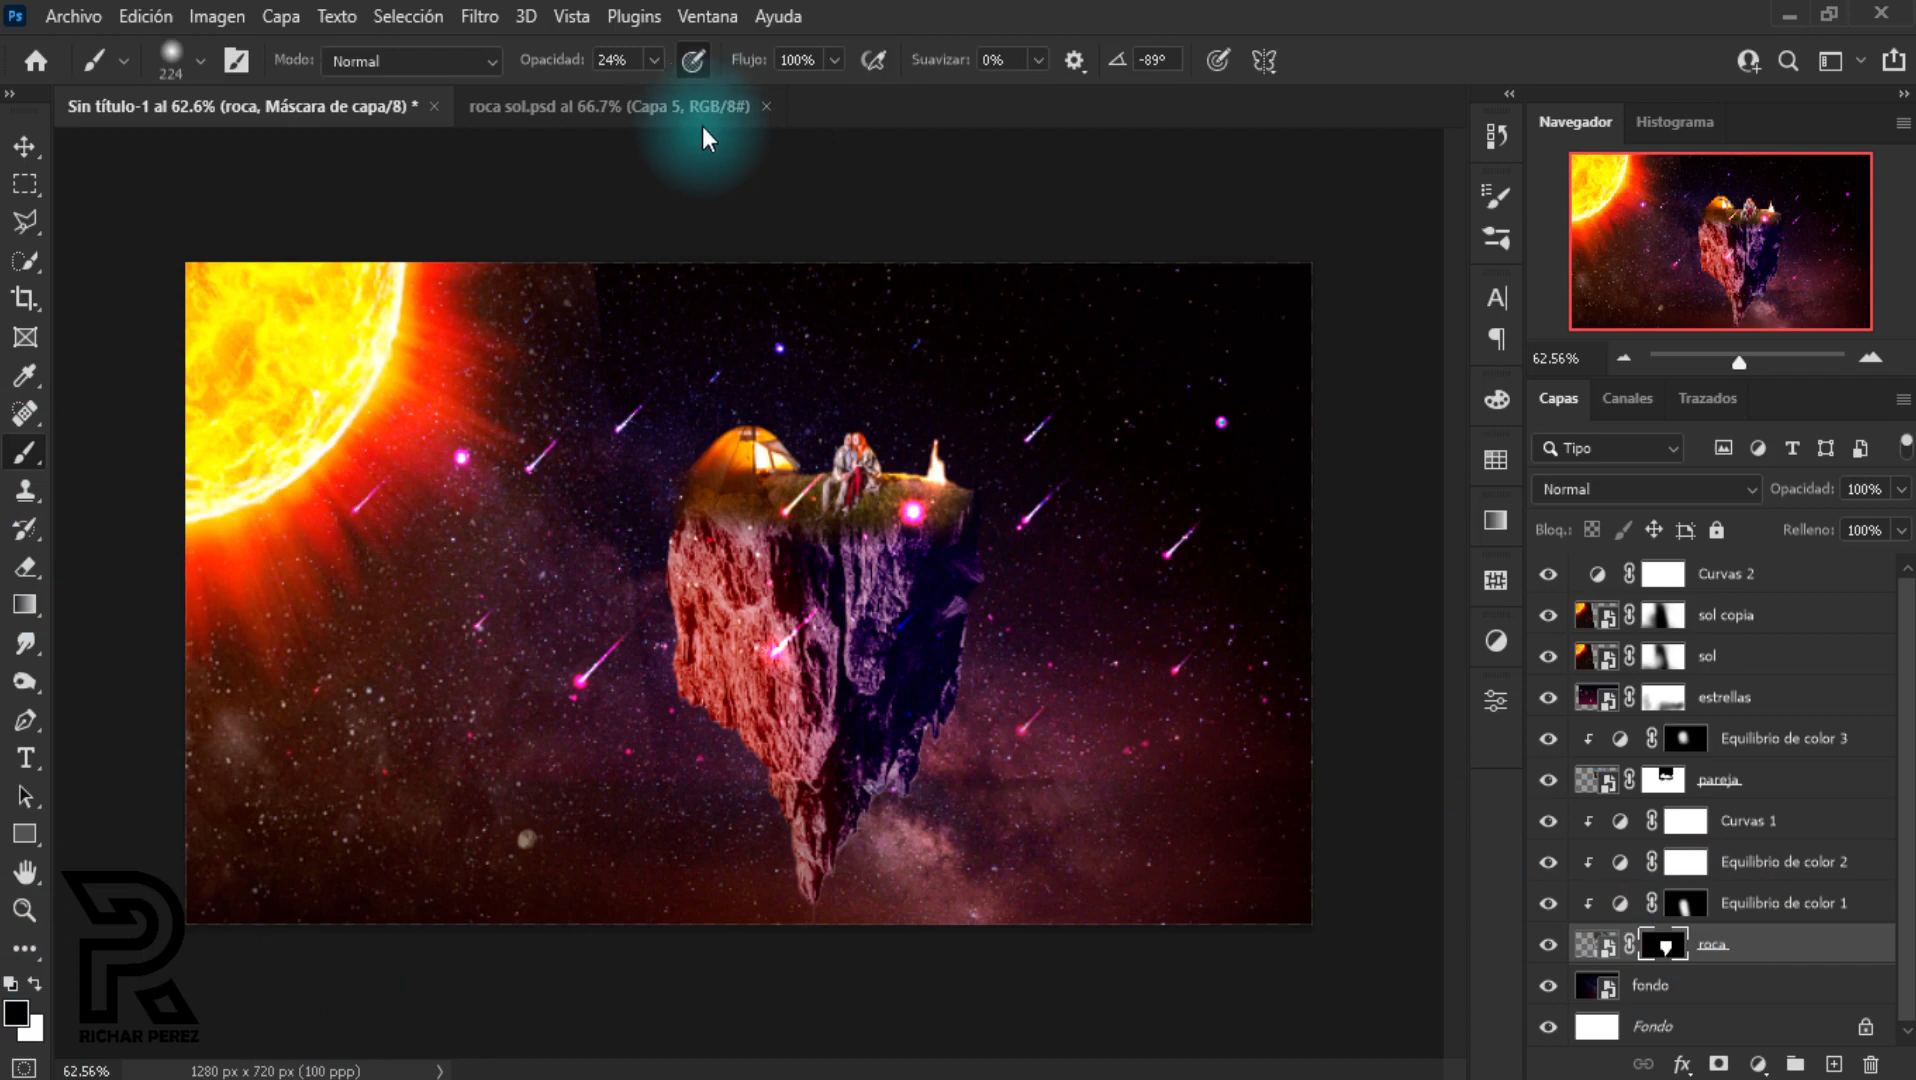 Ps Archivo Edición Imagen Capa Texto Selección Filtro 3D Vista Plugins Ventana Ayuda
224 Modo: Normal Opacidad: 24% Flujo: 100% Suavizar: 0% -89°
Sin título-1 al 62.6% (roca, Máscara de capa/8) * × roca sol.psd al 66.7% (Capa 5, RGB/8#) ×
Navegador Histograma
62.56%
Capas Canales Trazados
Tipo
Normal Opacidad: 100%
Bloq.: Relleno: 100%
Curvas 2
sol copia
sol
estrellas
Equilibrio de color 3
pareja
Curvas 1
Equilibrio de color 2
Equilibrio de color 1
roca
fondo
Fondo
RICHAR PEREZ
62.56% 1280 px x 720 px (100 ppp)